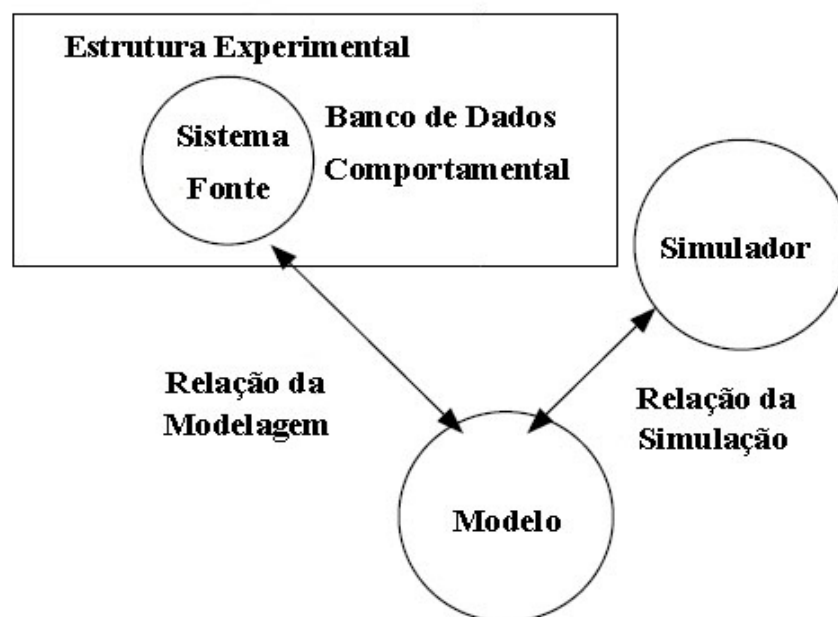 Estrutura Experimental
Sistema
Fonte
Banco de Dados
Comportamental
Simulador
Relação da
Modelagem
Relação da
Simulação
Modelo